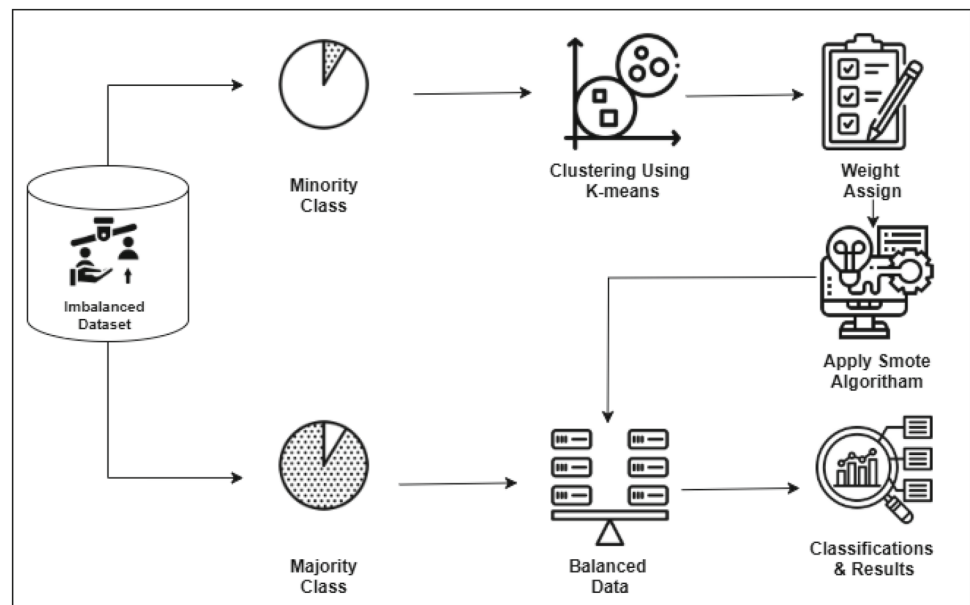 Minority
Class
Clustering Using
K-means
Weight
Assign
Imbalanced
Dataset
Apply Smote
Algoritham
Majority
Class
Balanced
Data
Classifications
& Results